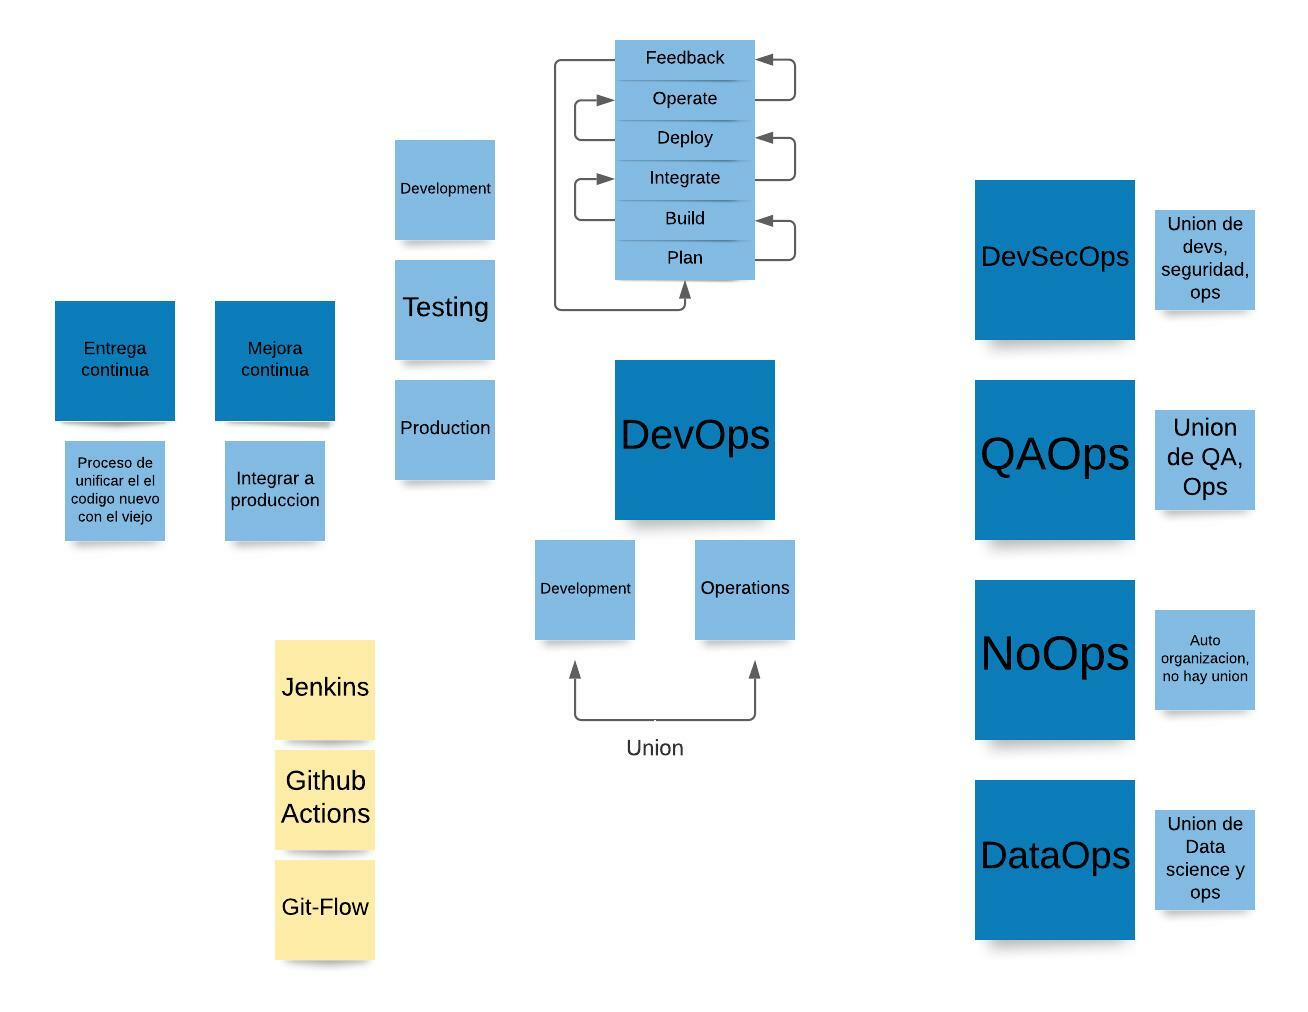 Feedback
Operate
Deploy
Integrate
Build
Plan
Development
Testing
Production
Entrega
continua
Mejora
continua
Proceso de
unificar el el
codigo nuevo
con el viejo
Integrar a
produccion
DevOps
Development
Operations
Union
Jenkins
Github
Actions
Git-Flow
DevSecOps
Union de
devs,
seguridad,
ops
QAOps
Union
de QA,
Ops
NoOps
Auto
organizacion,
no hay union
DataOps
Union de
Data
science y
ops